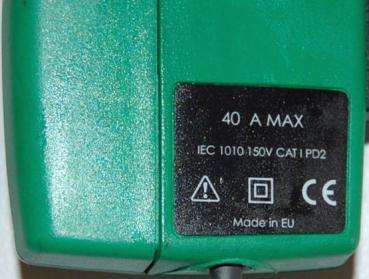 40 A MAX
IEC 1010 150V CAT I PD2
CE
Made in EU